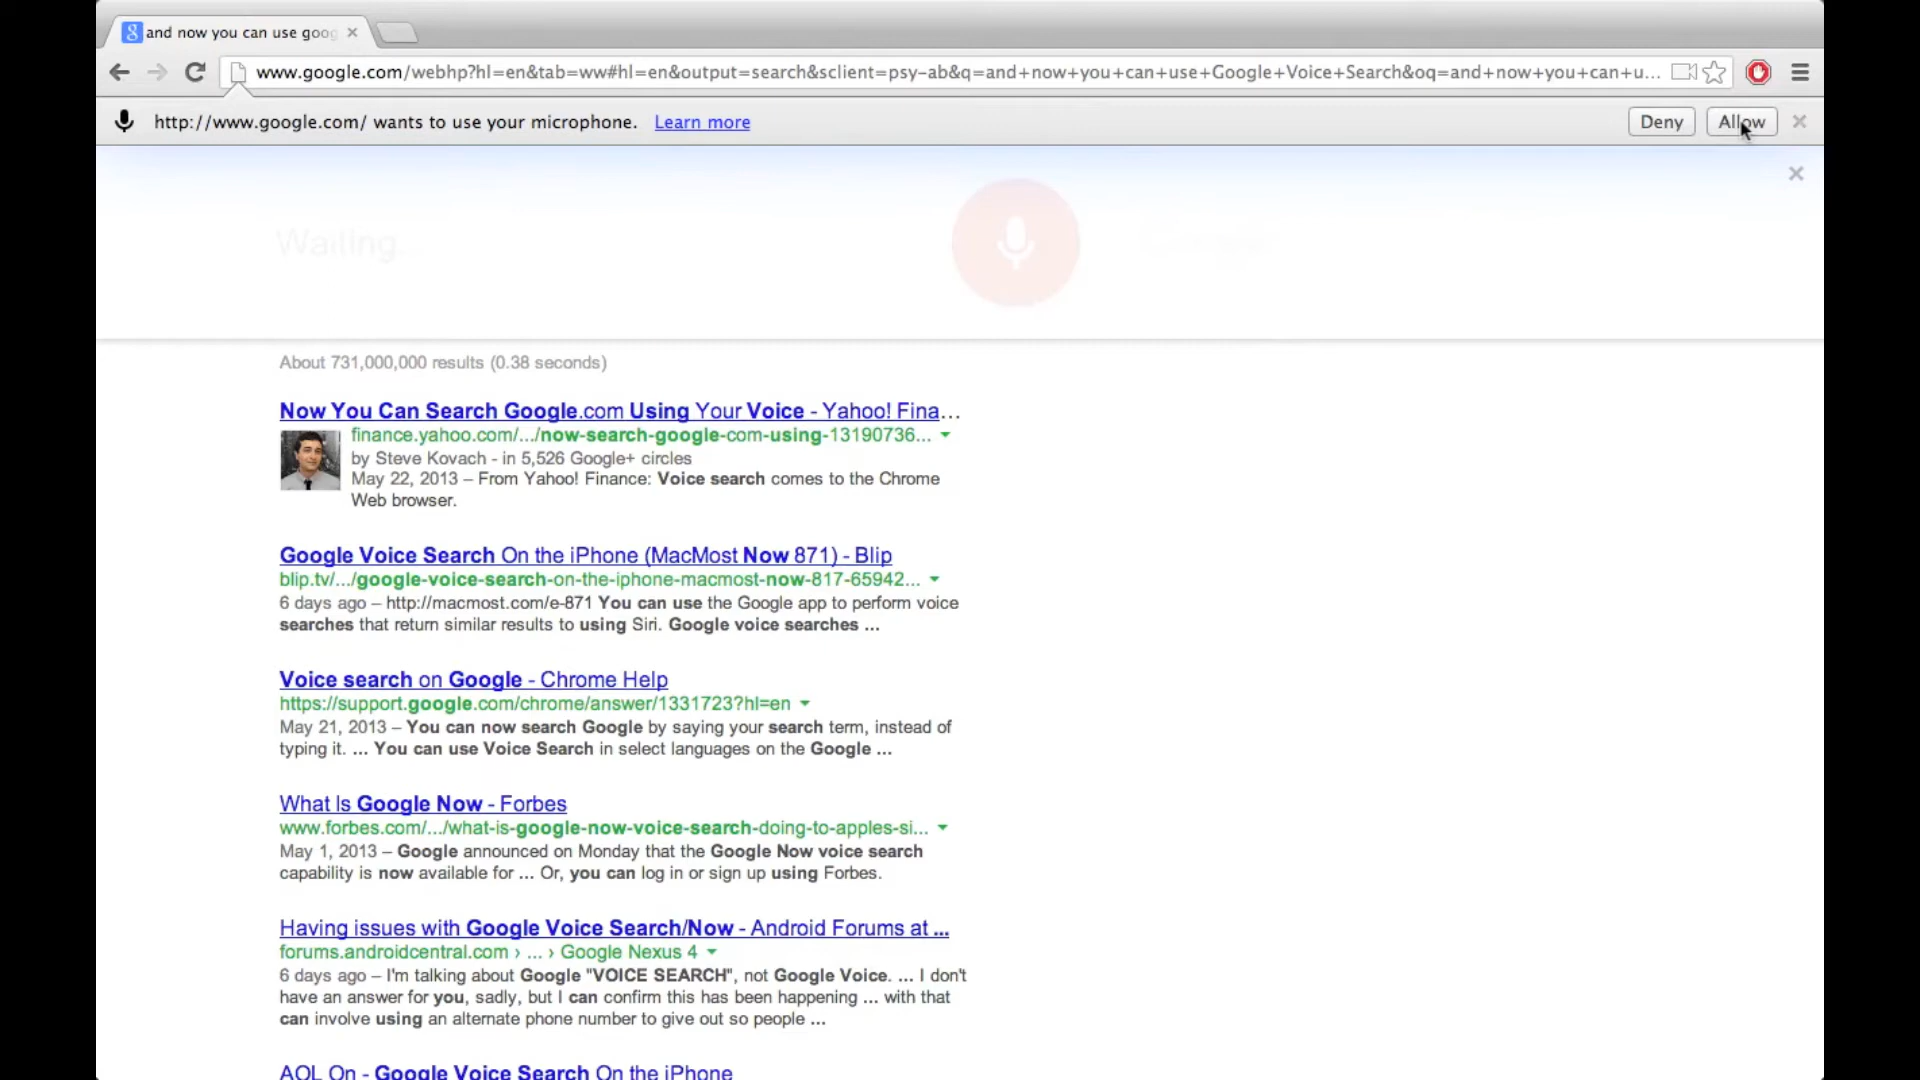 and now you can use goog
www.google.com/webhp?hl=en&tab=ww#hl=en&output=search&sclient=psy-ab&q=and+now+you+can+use+Google+Voice+Search&oq=and+now+you+can+u...
http://www.google.com/ wants to use your microphone. Learn more Deny Allow
Waiting...
About 731,000,000 results (0.38 seconds)
Now You Can Search Google.com Using Your Voice - Yahoo! Fina...
finance.yahoo.com/.../now-search-google-com-using-13190736...
by Steve Kovach - in 5,526 Google+ circles
May 22, 2013 – From Yahoo! Finance: Voice search comes to the Chrome
Web browser.
Google Voice Search On the iPhone (MacMost Now 871) - Blip
blip.tv/.../google-voice-search-on-the-iphone-macmost-now-817-65942...
6 days ago – http://macmost.com/e-871 You can use the Google app to perform voice
searches that return similar results to using Siri. Google voice searches ...
Voice search on Google - Chrome Help
https://support.google.com/chrome/answer/1331723?hl=en
May 21, 2013 – You can now search Google by saying your search term, instead of
typing it. ... You can use Voice Search in select languages on the Google ...
What Is Google Now - Forbes
www.forbes.com/.../what-is-google-now-voice-search-doing-to-apples-si...
May 1, 2013 – Google announced on Monday that the Google Now voice search
capability is now available for ... Or, you can log in or sign up using Forbes.
Having issues with Google Voice Search/Now - Android Forums at ...
forums.androidcentral.com › ... › Google Nexus 4
6 days ago – I'm talking about Google "VOICE SEARCH", not Google Voice. ... I don't
have an answer for you, sadly, but I can confirm this has been happening ... with that
can involve using an alternate phone number to give out so people ...
AOL On - Google Voice Search On the iPhone